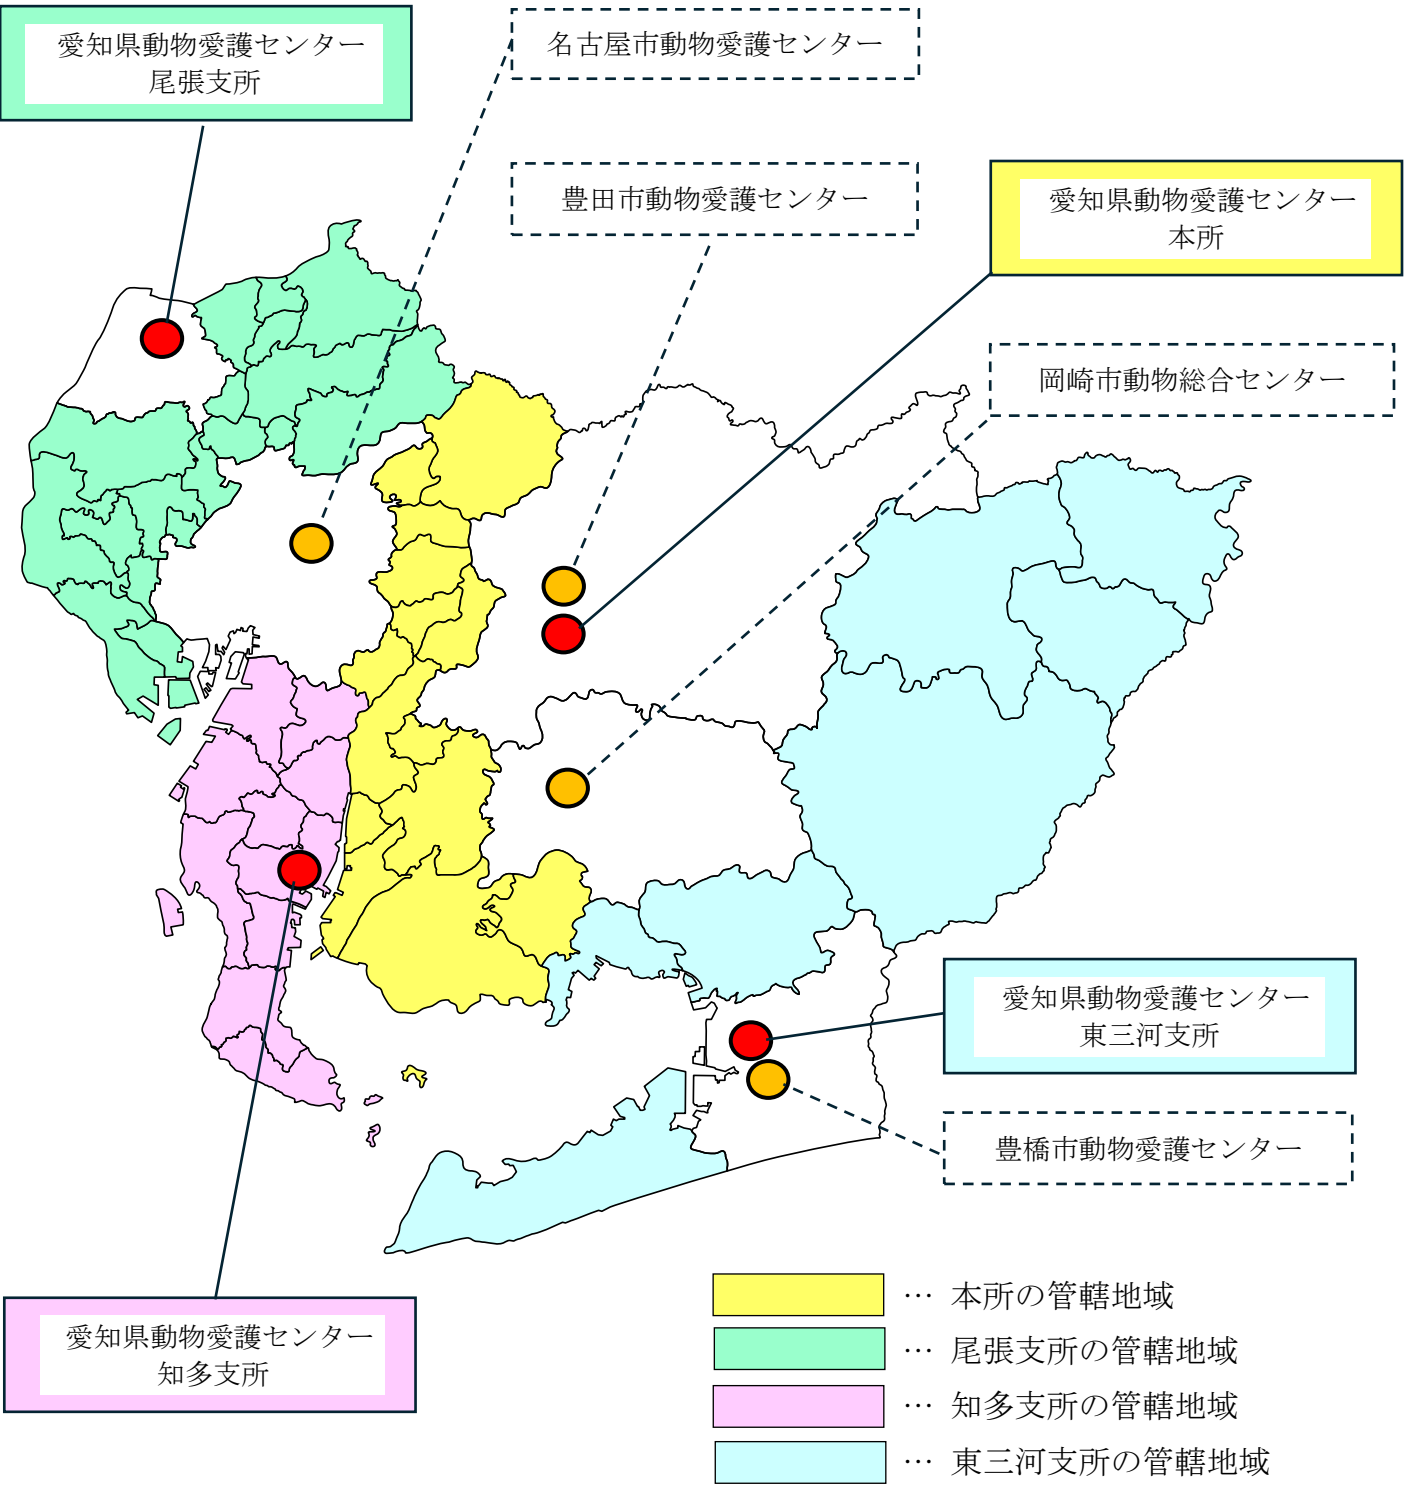 愛知県動物愛護センター
尾張支所
名古屋市動物愛護センター
豊田市動物愛護センター
愛知県動物愛護センター
本所
岡崎市動物総合センター
愛知県動物愛護センター
東三河支所
豊橋市動物愛護センター
愛知県動物愛護センター
知多支所
… 本所の管轄地域
… 尾張支所の管轄地域
… 知多支所の管轄地域
… 東三河支所の管轄地域